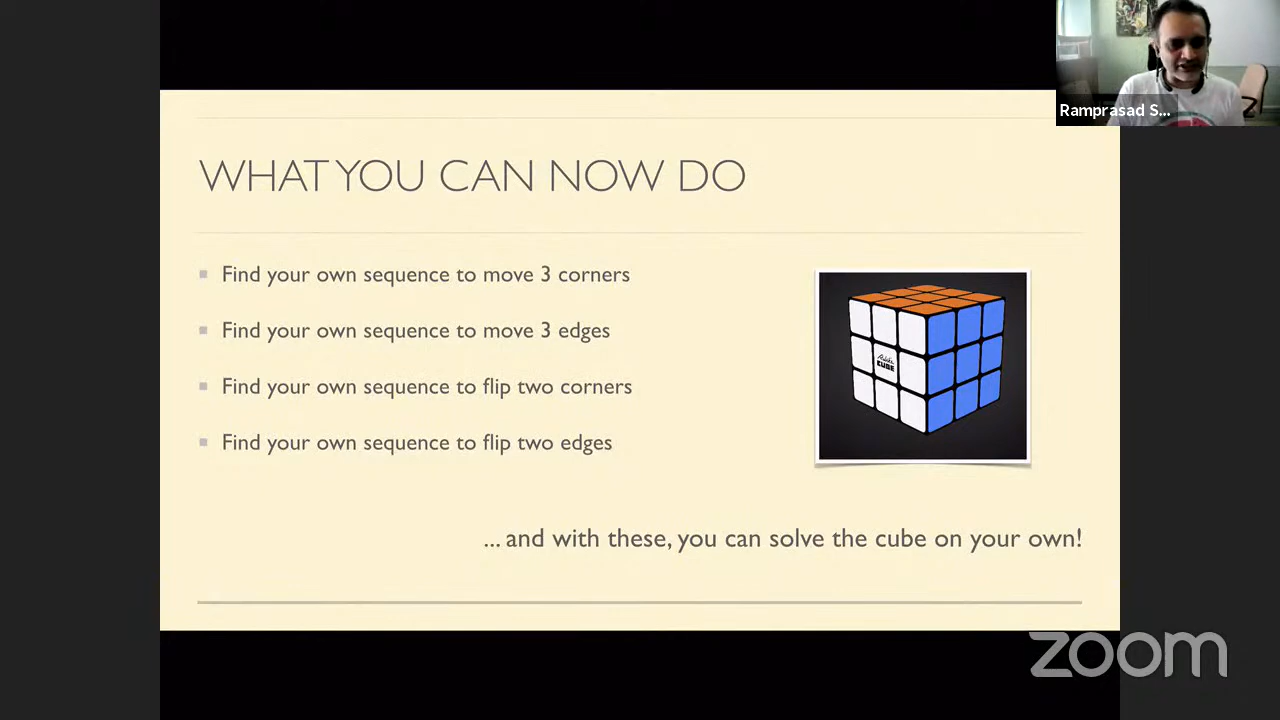 Ramprasad S...
WHAT YOU CAN NOW DO
Find your own sequence to move 3 corners
Find your own sequence to move 3 edges
Find your own sequence to flip two corners
Find your own sequence to flip two edges
Rubik's
CUBE
... and with these, you can solve the cube on your own!
zoom